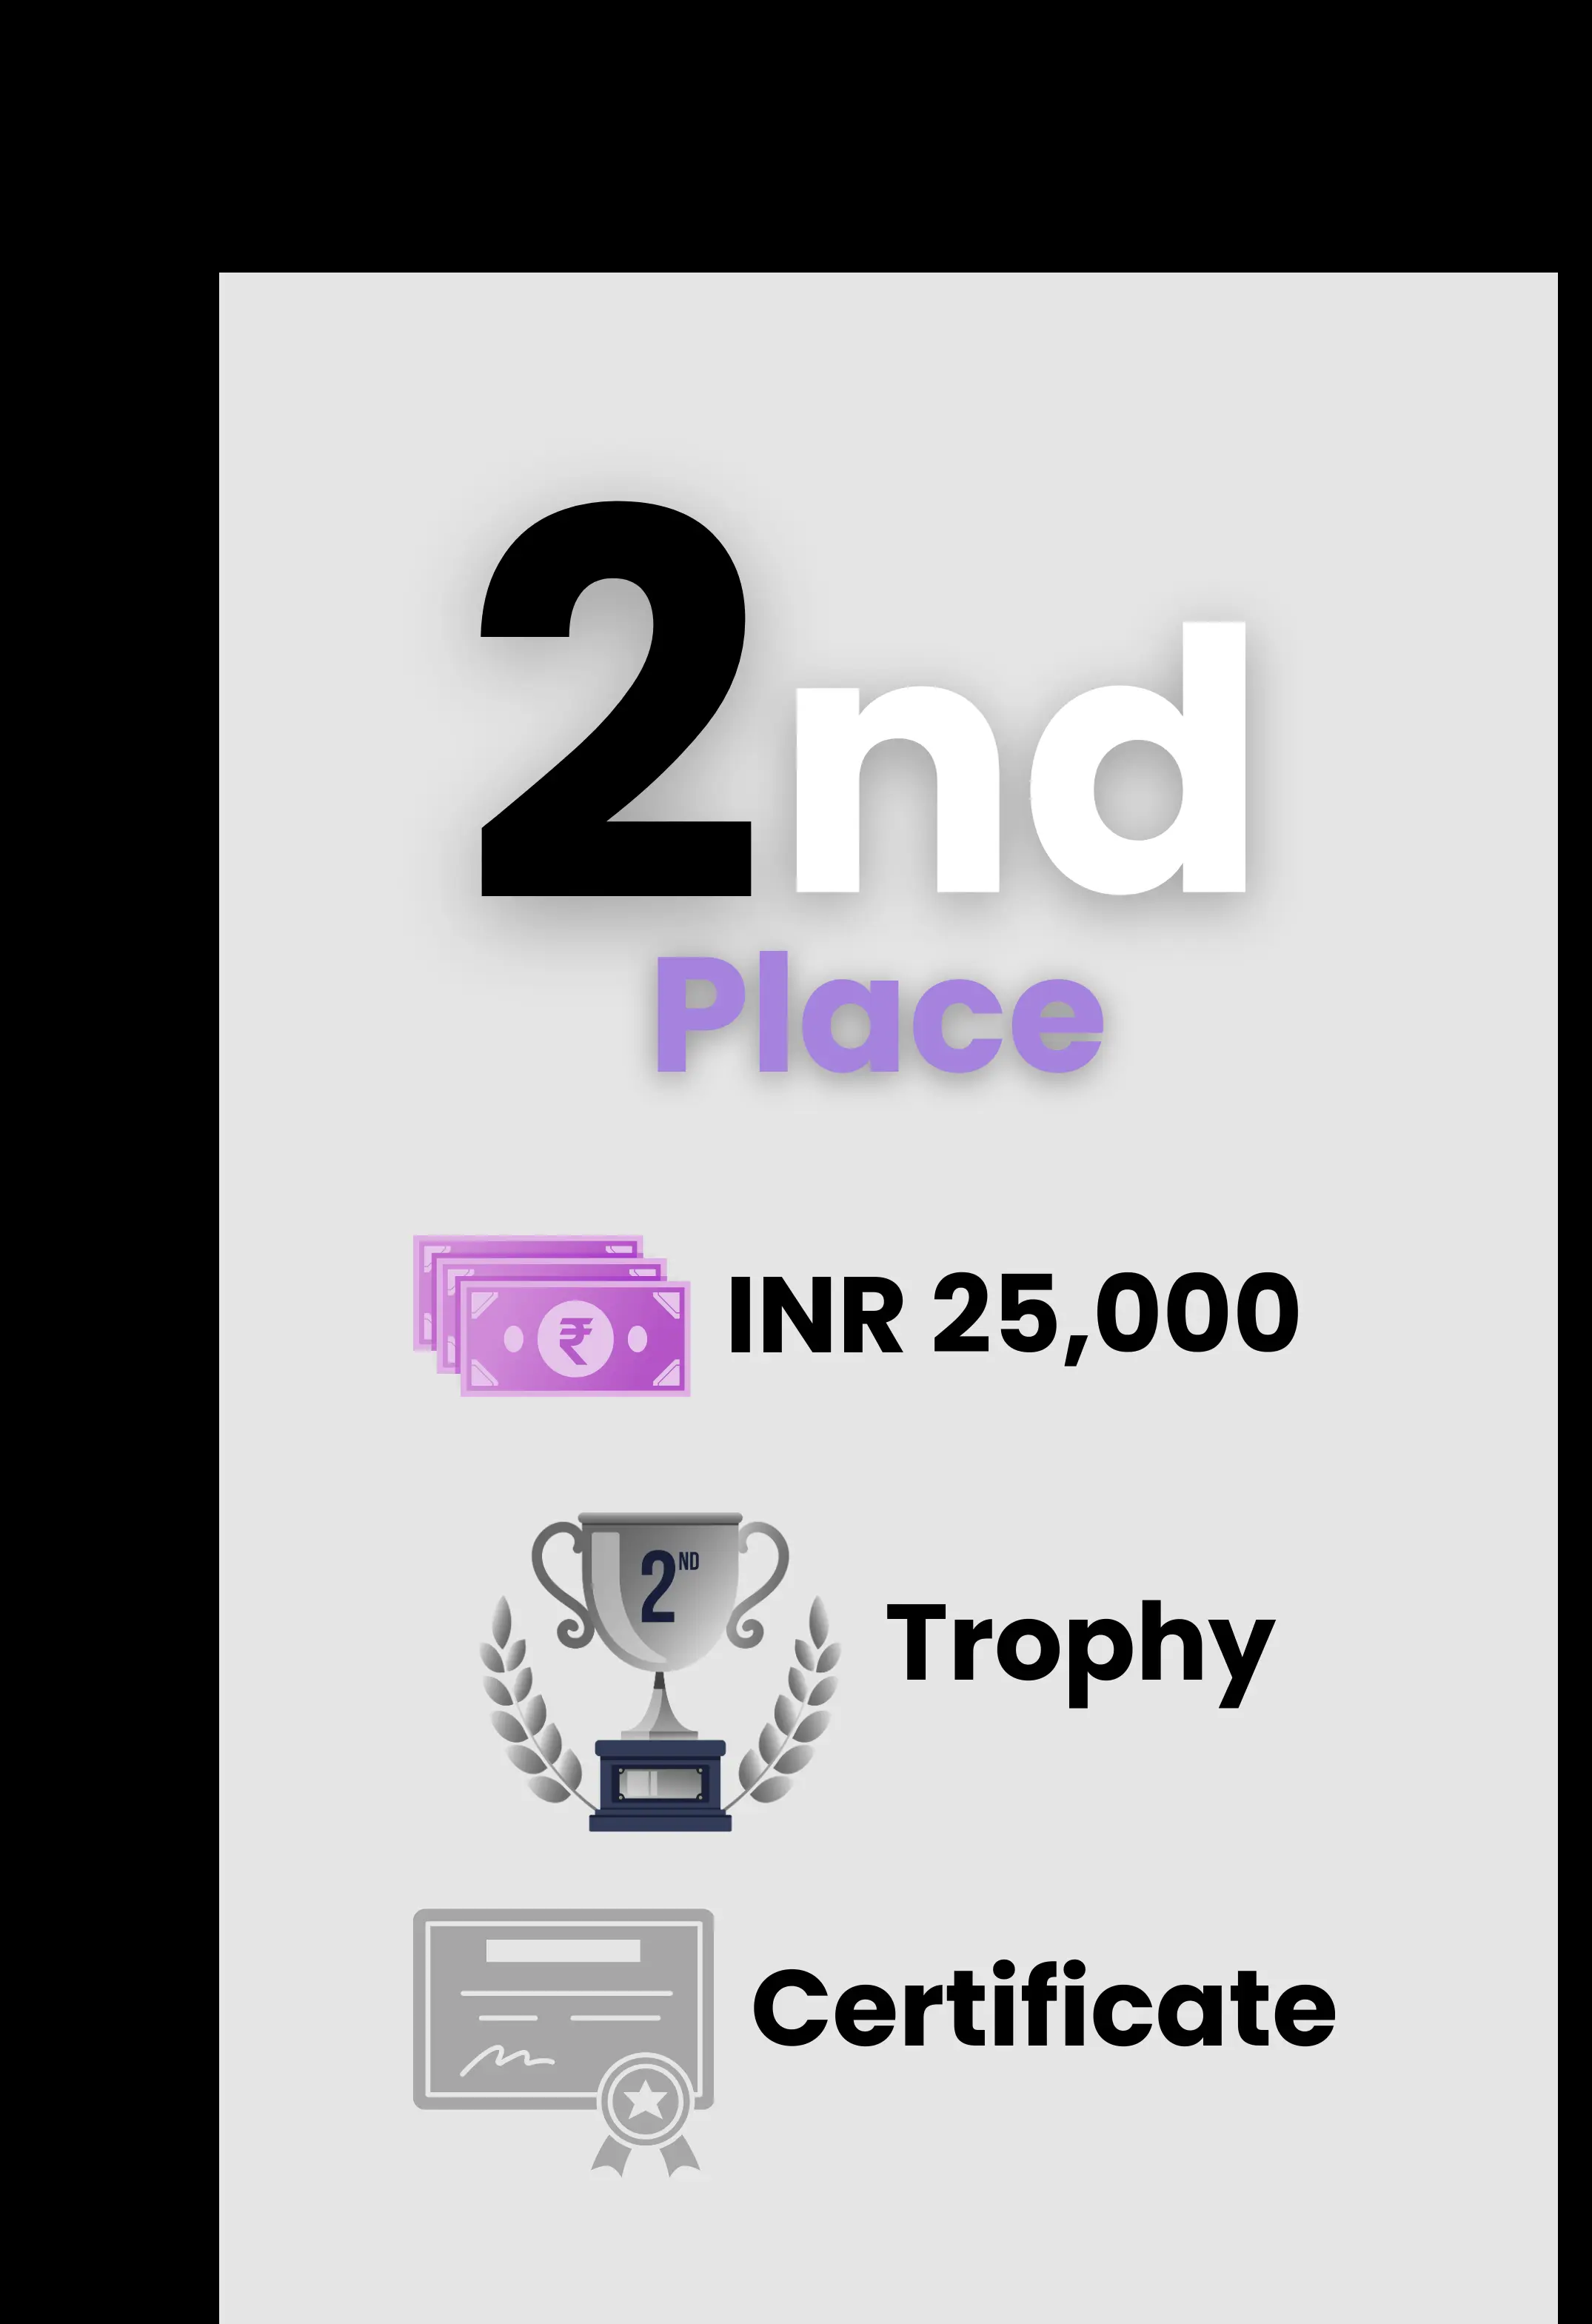 2nd
Place
₹
INR 25,000
2ND
Trophy
Certificate